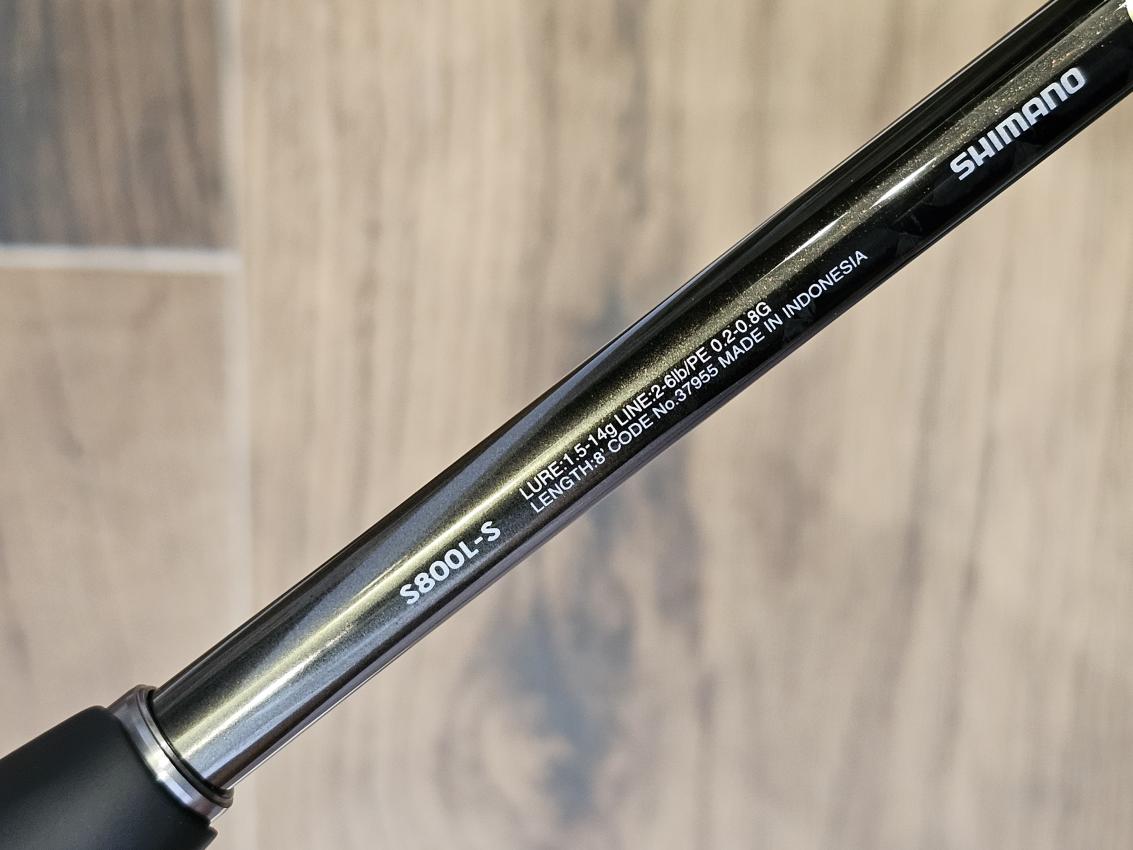 S800L-S
LURE:1.5-14g LINE:2-6lb/PE 0.2-0.8G
LENGTH:8' CODE No.37955 MADE IN INDONESIA
SHIMANO